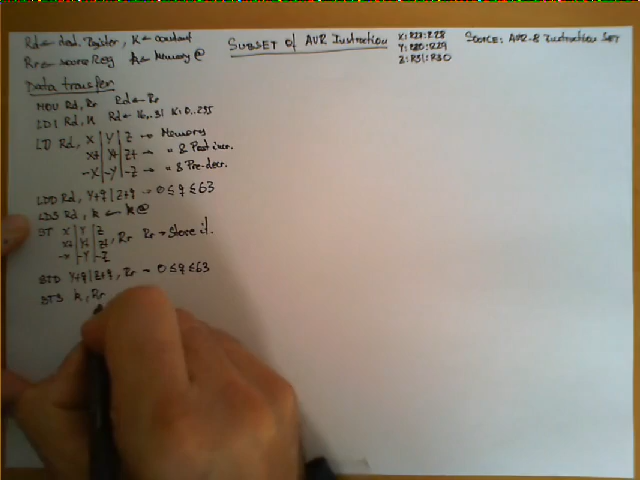 Rd ← dest. Register, K ← constant
Rr ← source Reg k ← Memory @
SUBSET of AVR Instruction
X: R27:R26
Y: R29:R28
Z: R31:R30
SOURCE: AVR-8 Instruction SET
Data transfer
MOV Rd, Rr Rd ← Rr
LDI Rd, K Rd ← 16..31 K: 0..255
LD Rd, X | Y | Z → Memory
X+ | Y+ | Z+ → " & Post incr.
-X | -Y | -Z → " & Pre-decr.
LDD Rd, Y+q | Z+q → 0 ≤ q ≤ 63
LDS Rd, k ← k @
ST X | Y | Z
X+ | Y+ | Z+, Rr Rr → Store it.
-X | -Y | -Z
STD Y+q | Z+q, Rr → 0 ≤ q ≤ 63
STS k, Rr